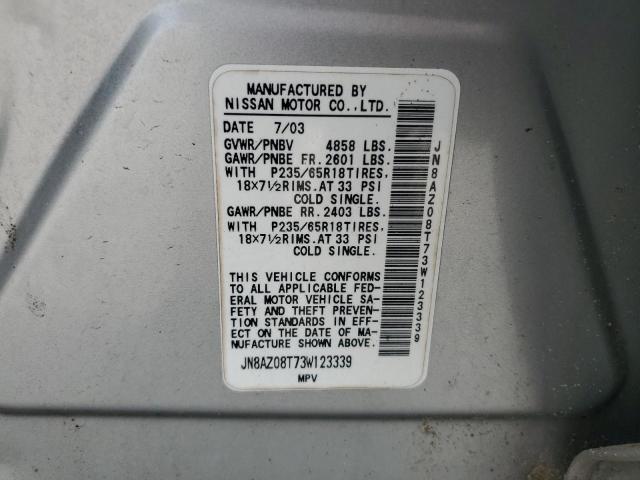 MANUFACTURED BY
NISSAN MOTOR CO.,LTD.
DATE 7/03
GVWR/PNBV 4858 LBS.
GAWR/PNBE FR.2601 LBS.
WITH P235/65R18TIRES,
18×7½RIMS.AT 33 PSI
COLD SINGLE.
GAWR/PNBE RR.2403 LBS.
WITH P235/65R18TIRES,
18×7½RIMS.AT 33 PSI
COLD SINGLE.
THIS VEHICLE CONFORMS
TO ALL APPLICABLE FED-
ERAL MOTOR VEHICLE SA-
FETY AND THEFT PREVEN-
TION STANDARDS IN EFF-
ECT ON THE DATE OF MA-
NUFACTURE SHOWN ABOVE.
JN8AZ08T73W123339
MPV
JN8AZ08T73W123339